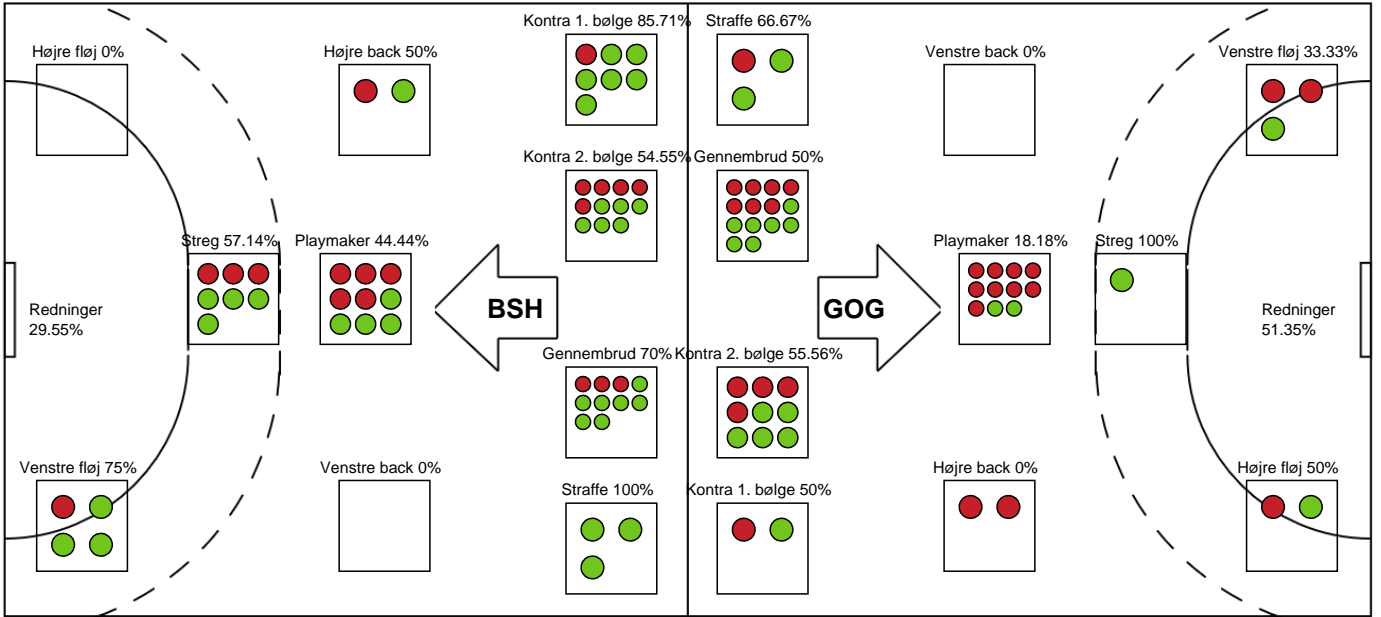 Kontra 1. bølge 85.71%
Straffe 66.67%
Højre fløj 0%
Højre back 50%
Venstre back 0%
Venstre fløj 33.33%
Kontra 2. bølge 54.55%
Gennembrud 50%
Streg 57.14%
Playmaker 44.44%
Playmaker 18.18%
Streg 100%
Redninger
29.55%
BSH
GOG
Redninger
51.35%
Gennembrud 70%
Kontra 2. bølge 55.56%
Venstre fløj 75%
Venstre back 0%
Straffe 100%
Kontra 1. bølge 50%
Højre back 0%
Højre fløj 50%